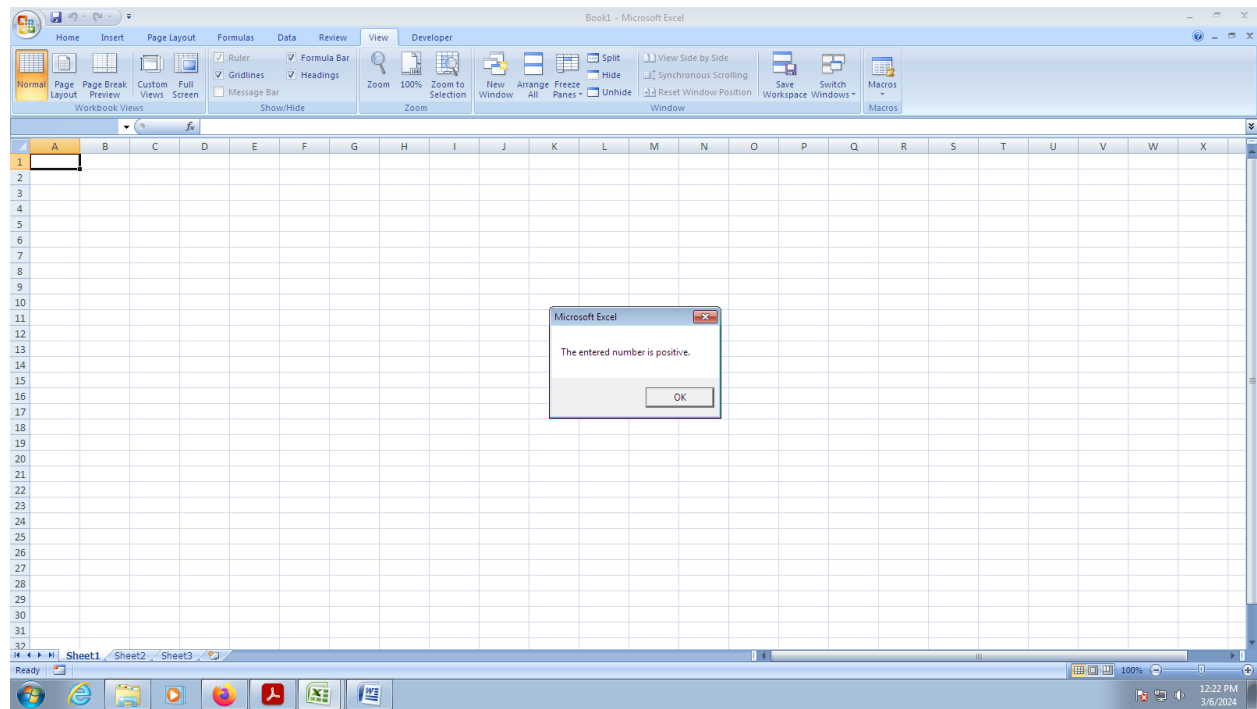 Book1 - Microsoft Excel
Home Insert Page Layout Formulas Data Review View Developer
Normal Page Layout Page Break Preview Custom Views Full Screen
Workbook Views
Ruler Formula Bar
Gridlines Headings
Message Bar
Show/Hide
Zoom 100% Zoom to Selection
Zoom
New Window Arrange All Freeze Panes
Split
Hide
Unhide
View Side by Side
Synchronous Scrolling
Reset Window Position
Save Workspace Switch Windows
Window
Macros
Macros
fx
A B C D E F G H I J K L M N O P Q R S T U V W X
1
2
3
4
5
6
7
8
9
10
11
12
13
14
15
16
17
18
19
20
21
22
23
24
25
26
27
28
29
30
31
32
Microsoft Excel
The entered number is positive.
OK
Sheet1 Sheet2 Sheet3
Ready 100%
12:22 PM
3/6/2024